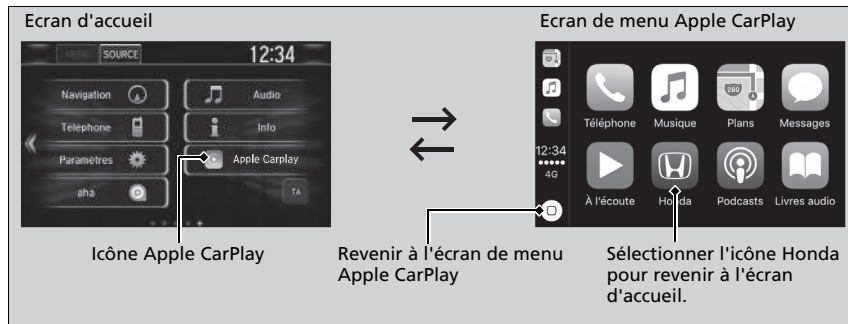 Ecran d'accueil
SOURCE
12:34
Navigation
Audio
Téléphone
Info
Paramètres
Apple Carplay
aha
TA
Icône Apple CarPlay
Ecran de menu Apple CarPlay
280
Téléphone
Musique
Plans
Messages
12:34
4G
À l'écoute
Honda
Podcasts
Livres audio
Revenir à l'écran de menu
Apple CarPlay
Sélectionner l'icône Honda
pour revenir à l'écran
d'accueil.